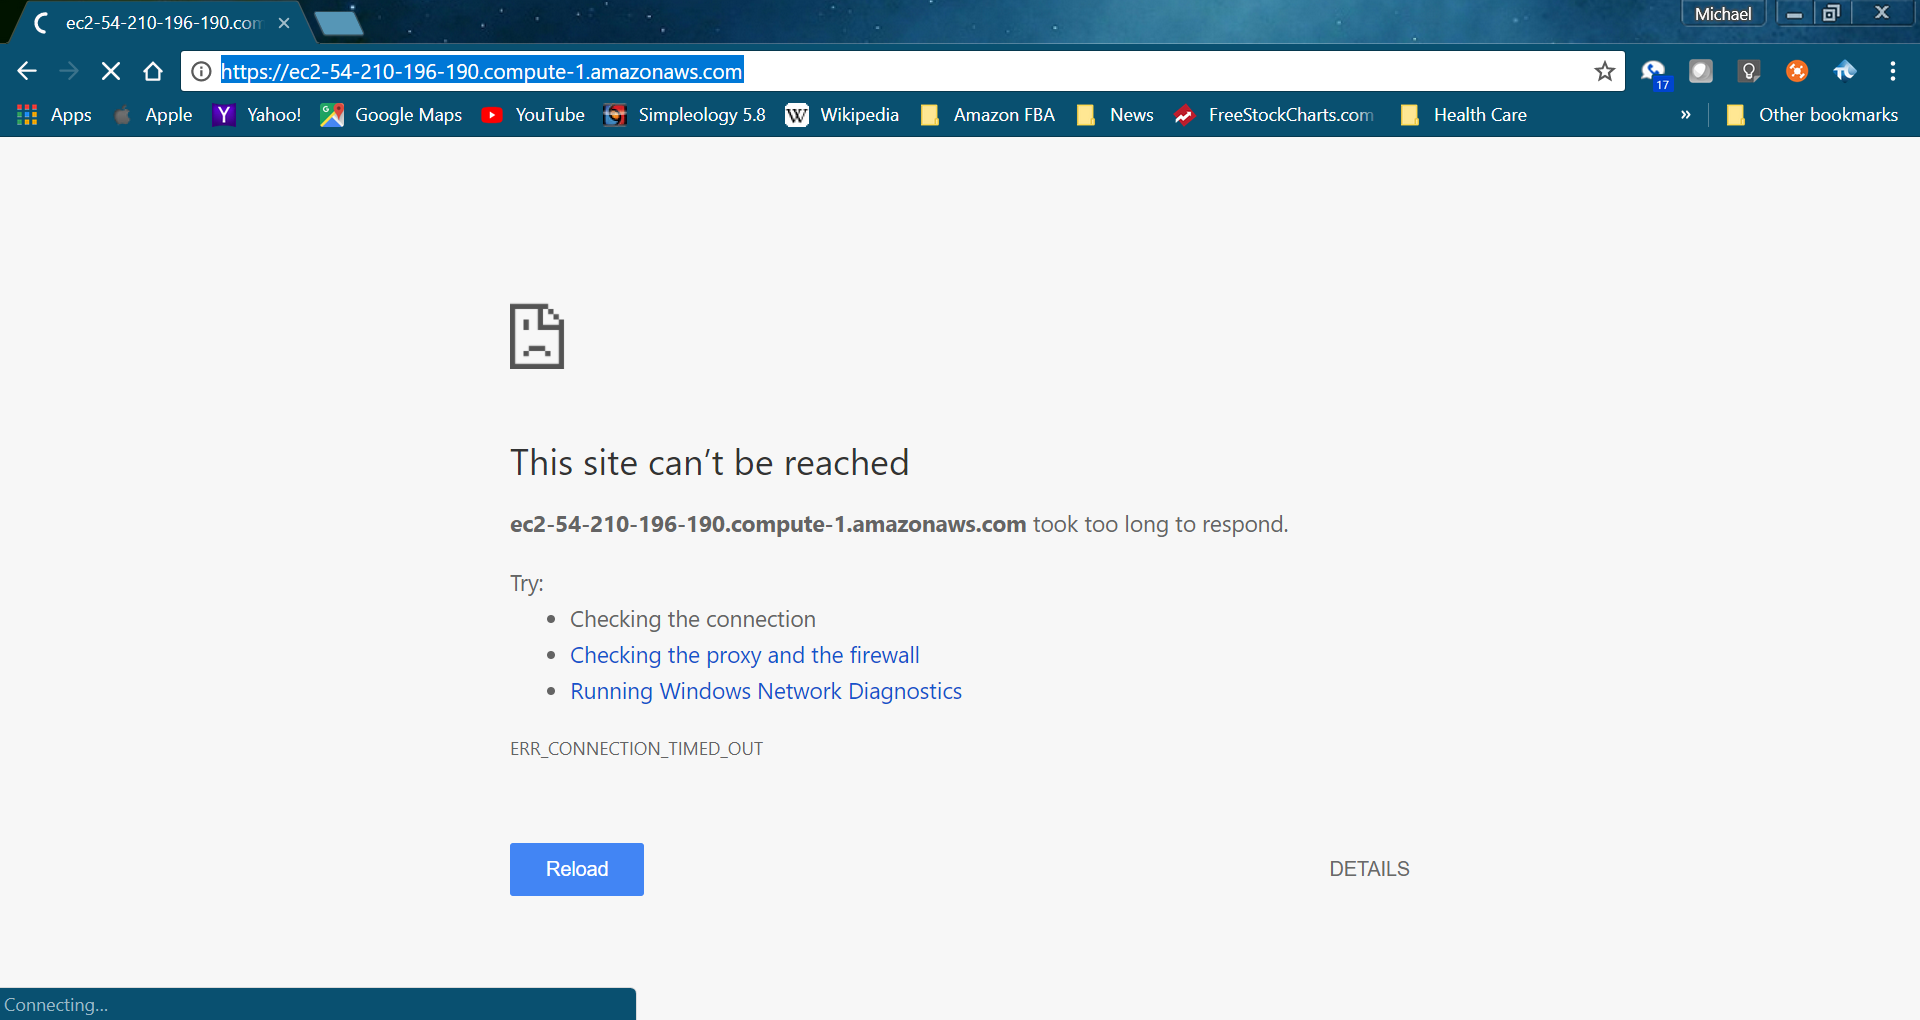 ec2-54-210-196-190.com
Michael
https://ec2-54-210-196-190.compute-1.amazonaws.com
17
Apps Apple Y Yahoo! G Google Maps YouTube Simpleology 5.8 W Wikipedia Amazon FBA News FreeStockCharts.com Health Care » Other bookmarks
This site can’t be reached
ec2-54-210-196-190.compute-1.amazonaws.com took too long to respond.
Try:
• Checking the connection
• Checking the proxy and the firewall
• Running Windows Network Diagnostics
ERR_CONNECTION_TIMED_OUT
Reload DETAILS
Connecting...